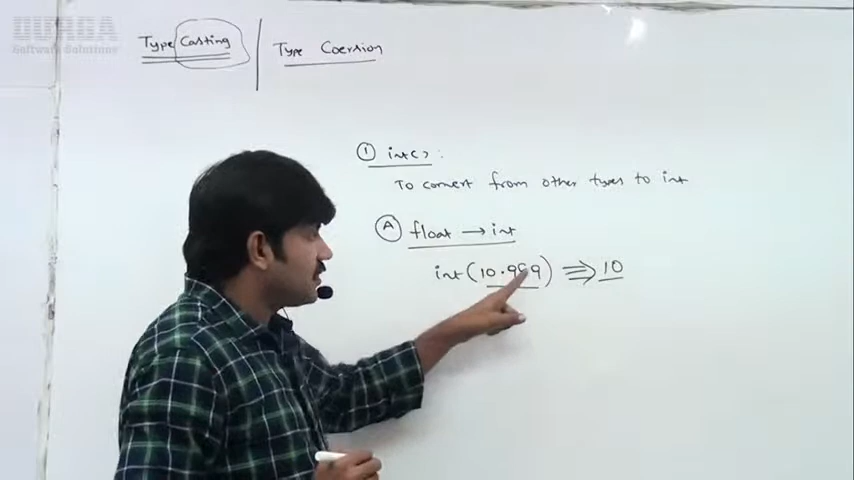 DURGA
Software Solutions
Type Casting | Type Coersion
① int():
To convert from other types to int
Ⓐ float → int
int(10.989) ⇒ 10